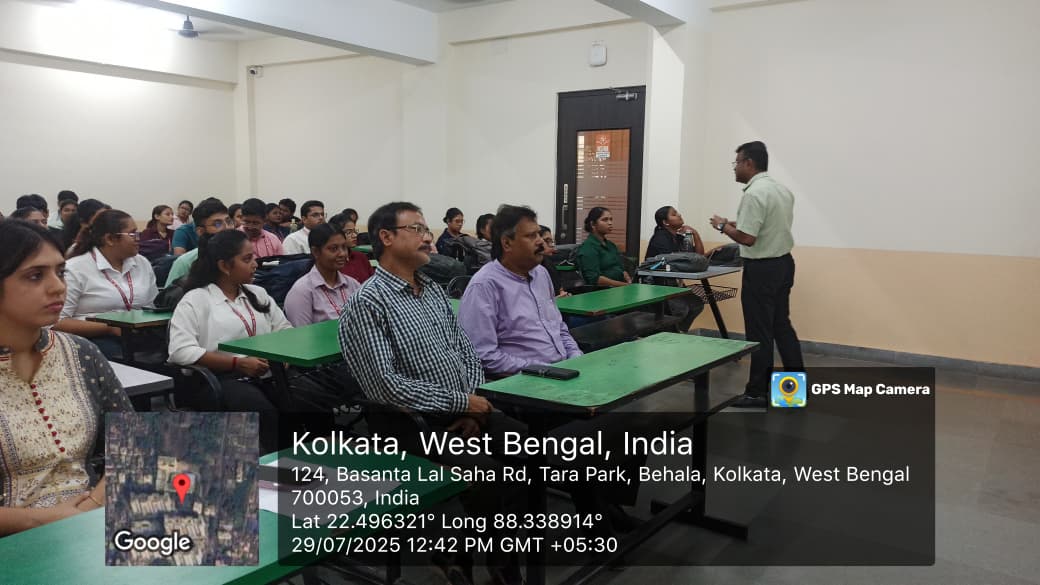 GPS Map Camera
Kolkata, West Bengal, India
124, Basanta Lal Saha Rd, Tara Park, Behala, Kolkata, West Bengal
700053, India
Lat 22.496321° Long 88.338914°
29/07/2025 12:42 PM GMT +05:30
Google